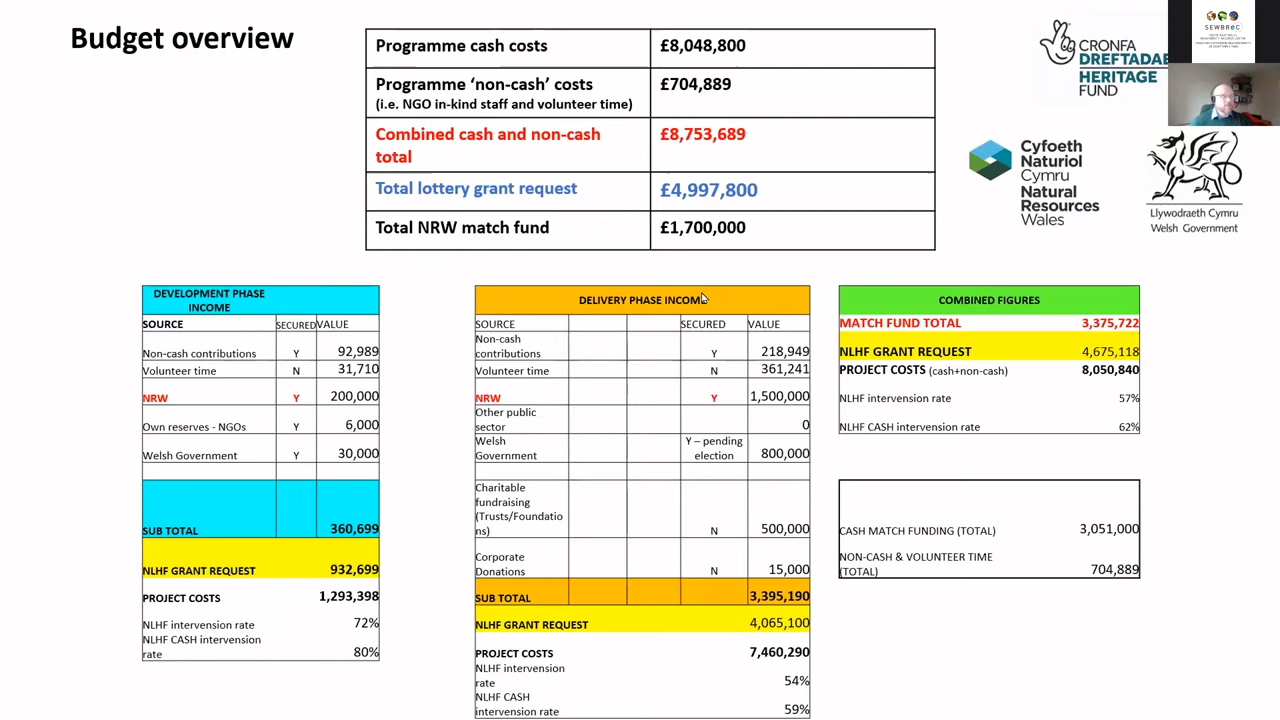 Budget overview
Programme cash costs £8,048,800
Programme ‘non-cash’ costs £704,889
(i.e. NGO in-kind staff and volunteer time)
Combined cash and non-cash £8,753,689
total
Total lottery grant request £4,997,800
Total NRW match fund £1,700,000
CRONFA
DREFTADAE
HERITAGE
FUND
SEWBReC
Cyfoeth
Naturiol
Cymru
Natural
Resources
Wales
Llywodraeth Cymru
Welsh Government
DEVELOPMENT PHASE
INCOME
SOURCE SECURED VALUE
Non-cash contributions Y 92,989
Volunteer time N 31,710
NRW Y 200,000
Own reserves - NGOs Y 6,000
Welsh Government Y 30,000
SUB TOTAL 360,699
NLHF GRANT REQUEST 932,699
PROJECT COSTS 1,293,398
NLHF intervention rate 72%
NLHF CASH intervention
rate 80%
DELIVERY PHASE INCOME
SOURCE SECURED VALUE
Non-cash
contributions Y 218,949
Volunteer time N 361,241
NRW Y 1,500,000
Other public
sector 0
Welsh Y – pending
Government election 800,000
Charitable
fundraising
(Trusts/Foundatio
ns) N 500,000
Corporate
Donations N 15,000
SUB TOTAL 3,395,190
NLHF GRANT REQUEST 4,065,100
PROJECT COSTS 7,460,290
NLHF intervention
rate 54%
NLHF CASH
intervention rate 59%
COMBINED FIGURES
MATCH FUND TOTAL 3,375,722
NLHF GRANT REQUEST 4,675,118
PROJECT COSTS (cash+non-cash) 8,050,840
NLHF intervention rate 57%
NLHF CASH intervention rate 62%
CASH MATCH FUNDING (TOTAL) 3,051,000
NON-CASH & VOLUNTEER TIME
(TOTAL) 704,889